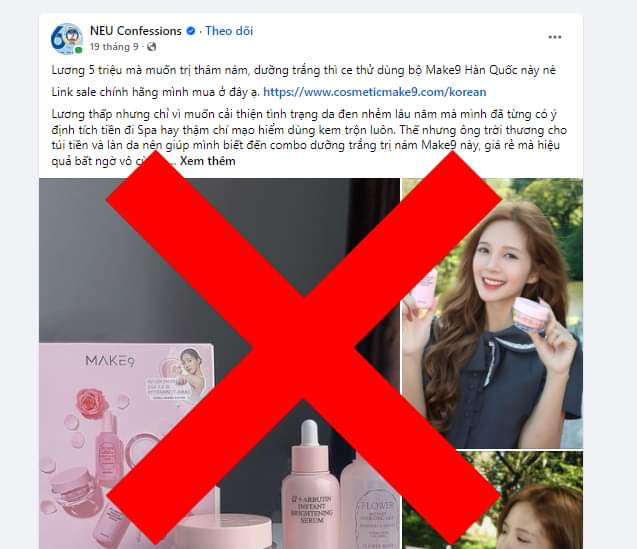 NEU Confessions · Theo dõi
19 tháng 9 ·
Lương 5 triệu mà muốn trị thâm nám, dưỡng trắng thì ce thử dùng bộ Make9 Hàn Quốc này nè
Link sale chính hãng mình mua ở đây ạ. https://www.cosmeticmake9.com/korean
Lương thấp nhưng chỉ vì muốn cải thiện tình trạng da đen nhẻm lâu năm mà mình đã từng có ý
định tích tiền đi Spa hay thậm chí mạo hiểm dùng kem trộn luôn. Thế nhưng ông trời thương cho
túi tiền và làn da nên giúp mình biết đến combo dưỡng trắng trị nám Make9 này, giá rẻ mà hiệu
quả bất ngờ vô ... Xem thêm
MAKE9
α+ARBUTIN
INSTANT
BRIGHTENING
SERUM
FLOWER